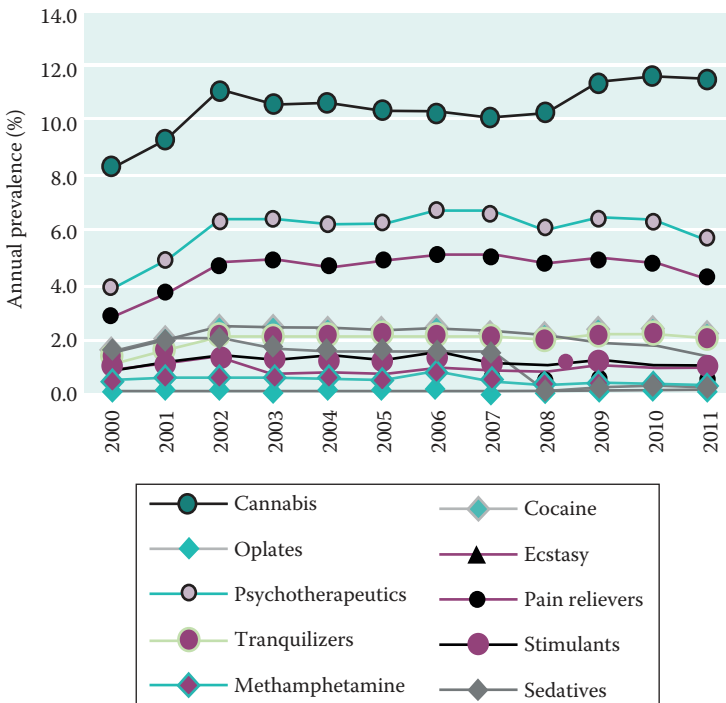 14.0
12.0
10.0
8.0
6.0
4.0
2.0
0.0
Annual prevalence (%)
2000
2001
2002
2003
2004
2005
2006
2007
2008
2009
2010
2011
Cannabis
Cocaine
Oplates
Ecstasy
Psychotherapeutics
Pain relievers
Tranquilizers
Stimulants
Methamphetamine
Sedatives